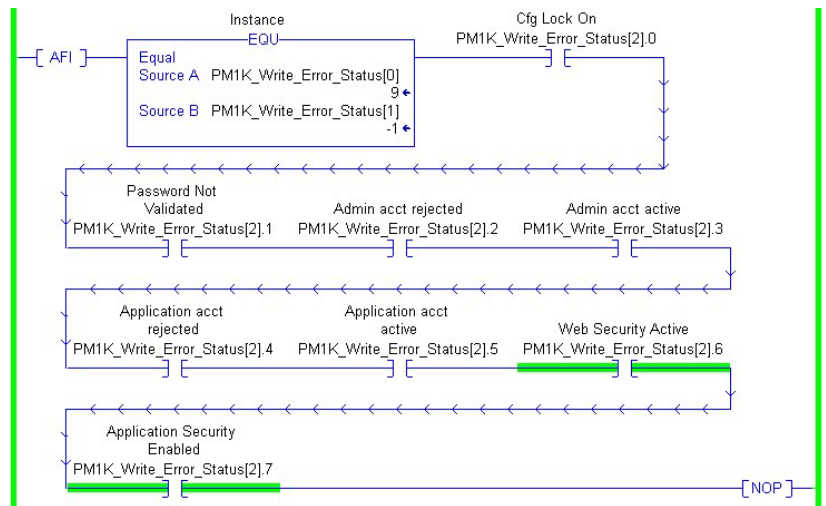 Instance
Cfg Lock On
EQU
PM1K_Write_Error_Status[2].0
AFI
Equal
Source A PM1K_Write_Error_Status[0]
9
Source B PM1K_Write_Error_Status[1]
-1
Password Not
Validated
Admin acct rejected
Admin acct active
PM1K_Write_Error_Status[2].1
PM1K_Write_Error_Status[2].2
PM1K_Write_Error_Status[2].3
Application acct
rejected
Application acct
active
Web Security Active
PM1K_Write_Error_Status[2].4
PM1K_Write_Error_Status[2].5
PM1K_Write_Error_Status[2].6
Application Security
Enabled
PM1K_Write_Error_Status[2].7
NOP